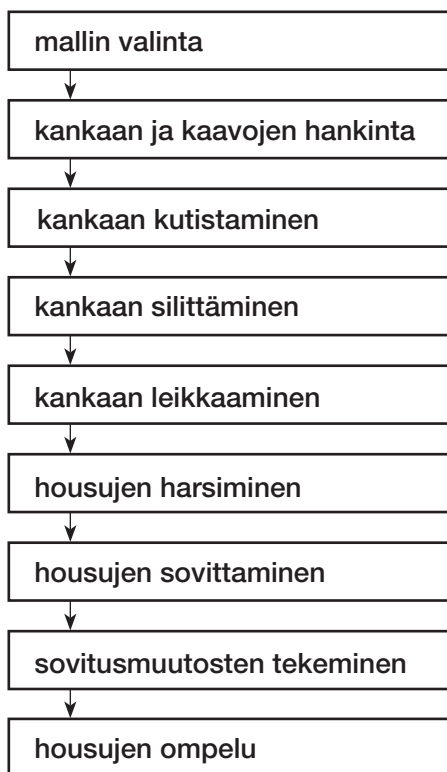 mallin valinta
kankaan ja kaavojen hankinta
kankaan kutistaminen
kankaan silittäminen
kankaan leikkaaminen
housujen harsiminen
housujen sovittaminen
sovitusmuutosten tekeminen
housujen ompelu